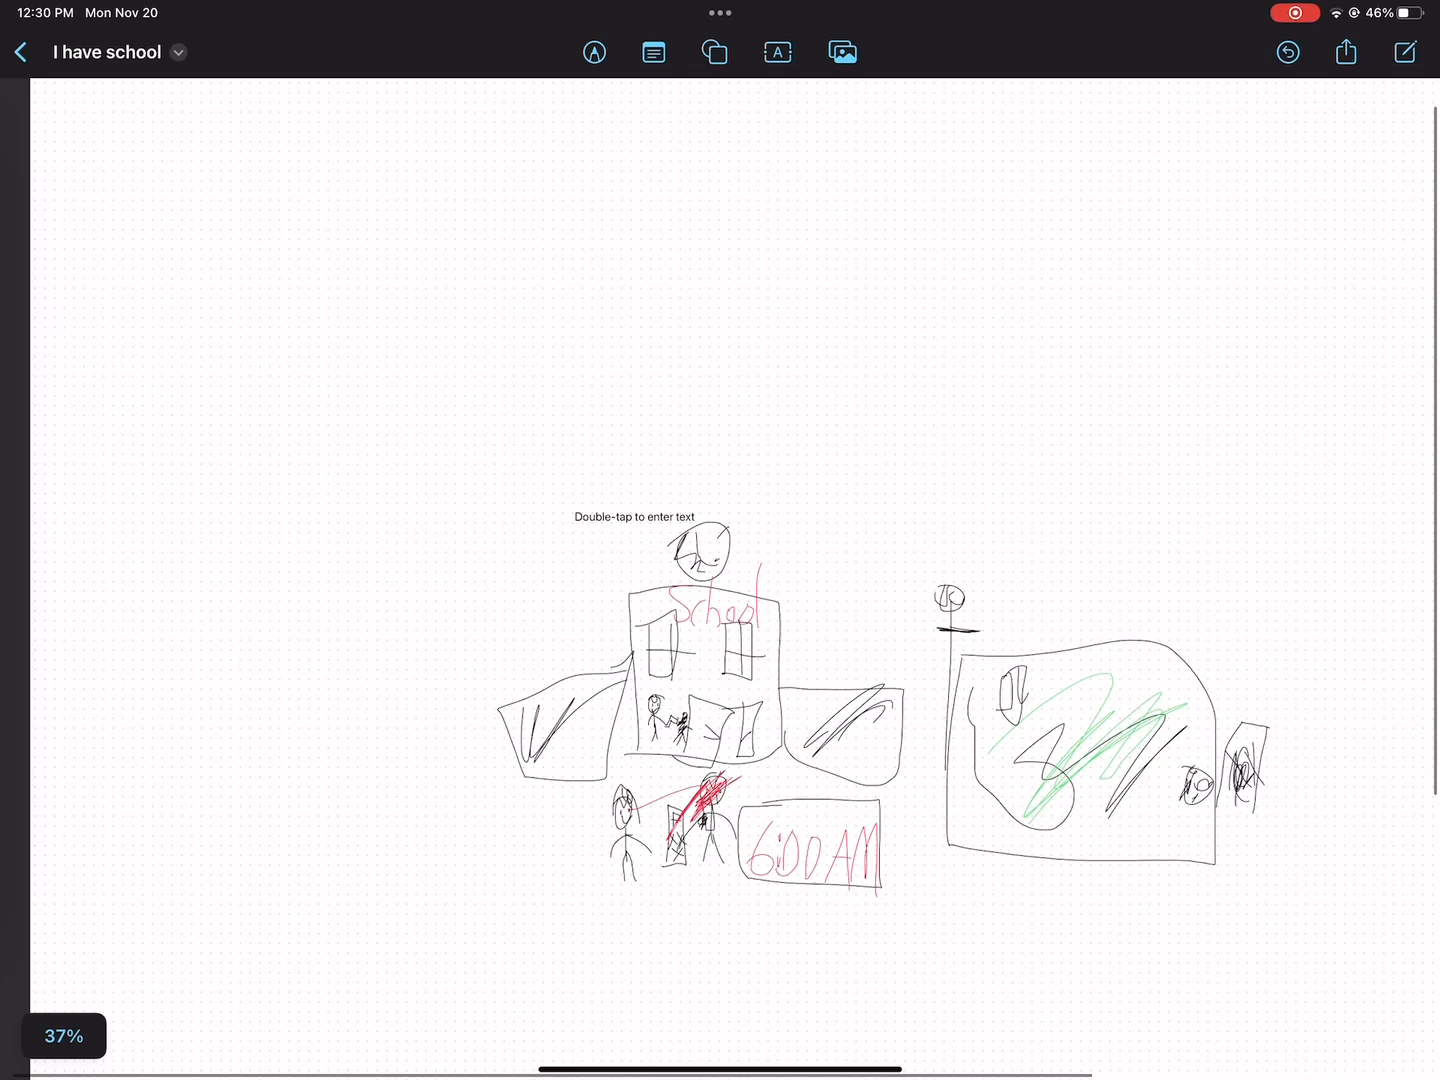 12:30 PM Mon Nov 20
46%
I have school
A
Double-tap to enter text
School
6:00 AM
37%